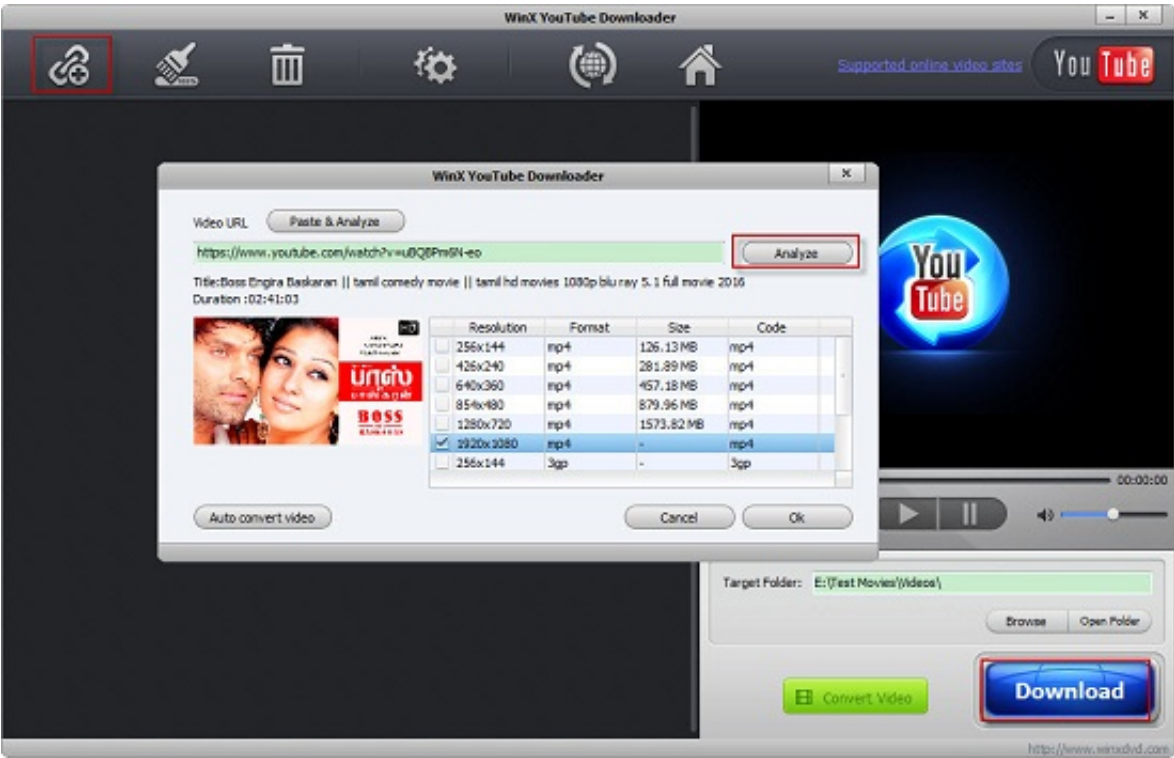 WinX YouTube Downloader
Supported online video sites
You Tube
WinX YouTube Downloader
Video URL Paste & Analyze
https://www.youtube.com/watch?v=uBQBPm6N-eo Analyze
Title:Boss Engira Baskaran || tamil comedy movie || tamil hd movies 1080p blu ray 5.1 full movie 2016
Duration :02:41:03
Resolution Format Size Code
256x144 mp4 126.13 MB mp4
426x240 mp4 281.89 MB mp4
640x360 mp4 457.18 MB mp4
854x480 mp4 879.96 MB mp4
1280x720 mp4 1573.82 MB mp4
1920x1080 mp4 - mp4
256x144 3gp - 3gp
HD
பாஸ்
BOSS
Auto convert video Cancel Ok
You
Tube
00:00:00
Target Folder: E:\Test Movies\Videos\
Browse Open Folder
Convert Video Download
http://www.winxdvd.com